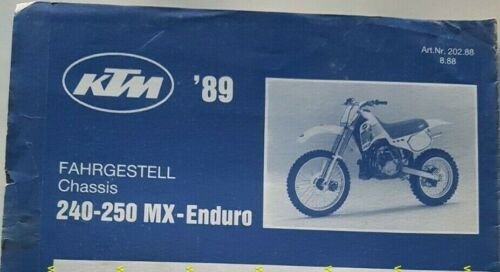 Art.Nr. 202.88
8.88
KTM
'89
FAHRGESTELL
Chassis
240-250 MX-Enduro